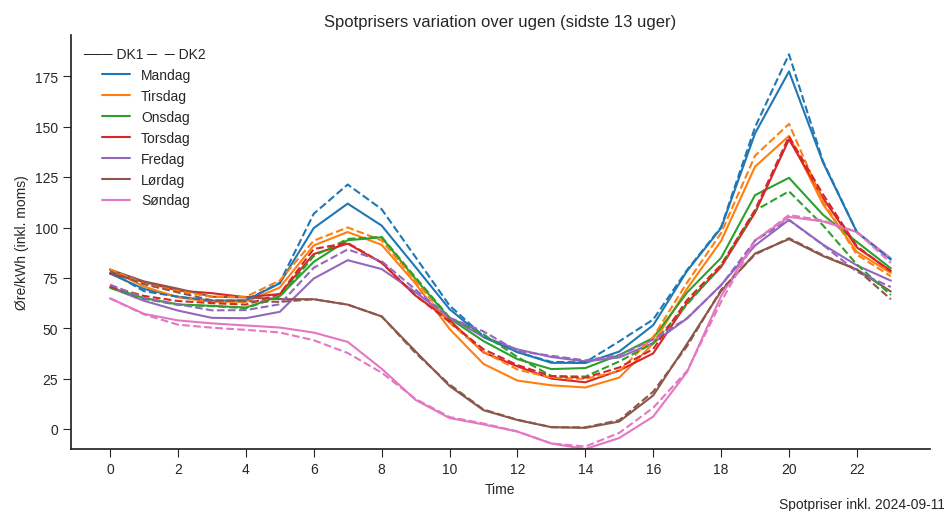 Spotprisers variation over ugen (sidste 13 uger)
DK1 DK2
Mandag
Tirsdag
Onsdag
Torsdag
Fredag
Lørdag
Søndag
Øre/kWh (inkl. moms)
175
150
125
100
75
50
25
0
0 2 4 6 8 10 12 14 16 18 20 22
Time
Spotpriser inkl. 2024-09-11